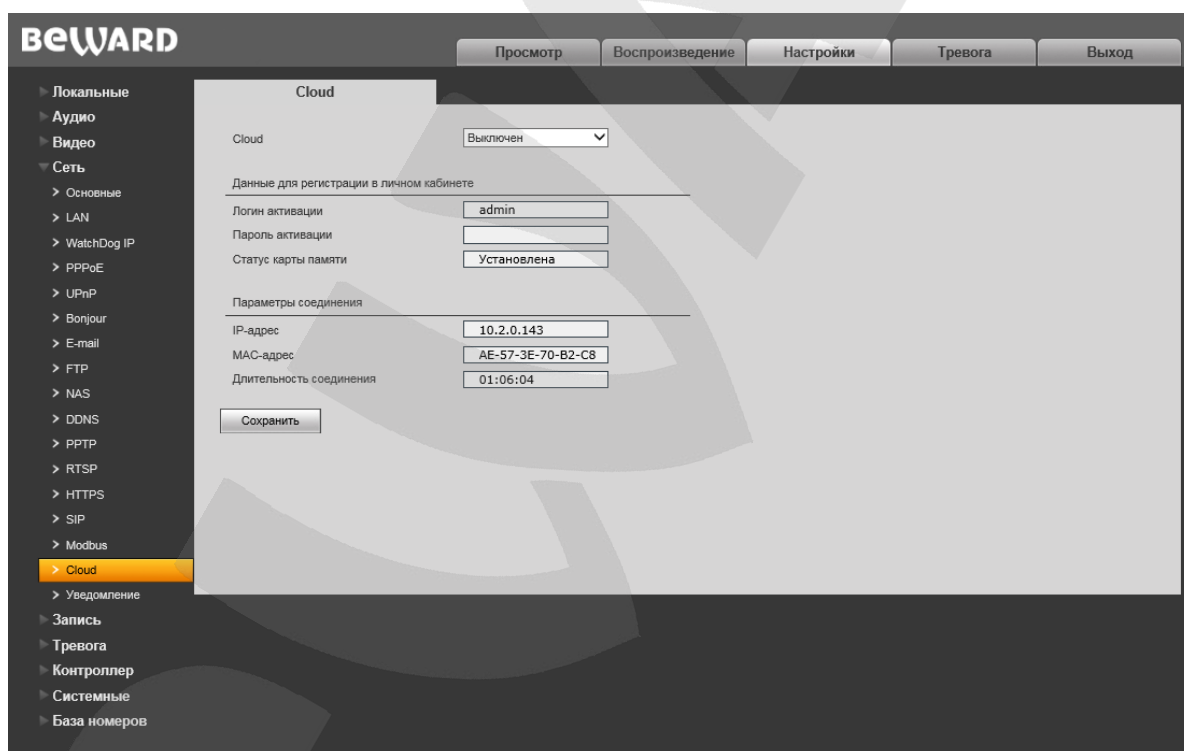 BEWARD
Просмотр Воспроизведение Настройки Тревога Выход
Локальные
Аудио
Видео
Сеть
Основные
LAN
WatchDog IP
PPPoE
UPnP
Bonjour
E-mail
FTP
NAS
DDNS
PPTP
RTSP
HTTPS
SIP
Modbus
Cloud
Уведомление
Запись
Тревога
Контроллер
Системные
База номеров
Cloud
Cloud Выключен
Данные для регистрации в личном кабинете
Логин активации admin
Пароль активации
Статус карты памяти Установлена
Параметры соединения
IP-адрес 10.2.0.143
MAC-адрес AE-57-3E-70-B2-C8
Длительность соединения 01:06:04
Сохранить